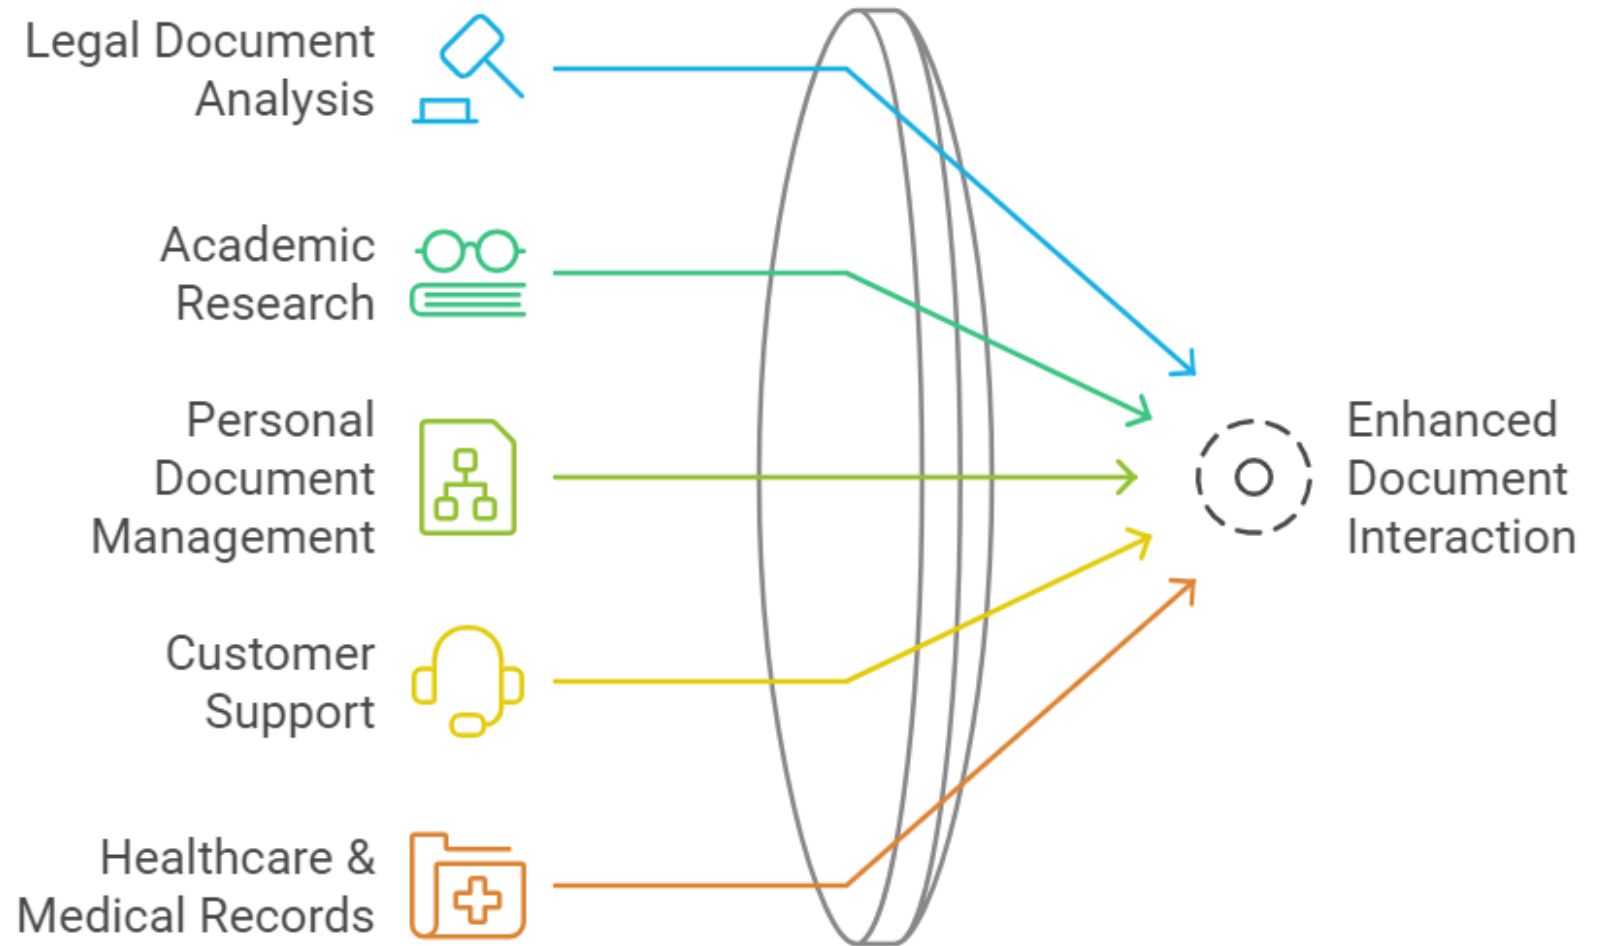 Legal Document
Analysis
Academic
Research
Personal
Document
Management
Customer
Support
Healthcare &
Medical Records
Enhanced
Document
Interaction